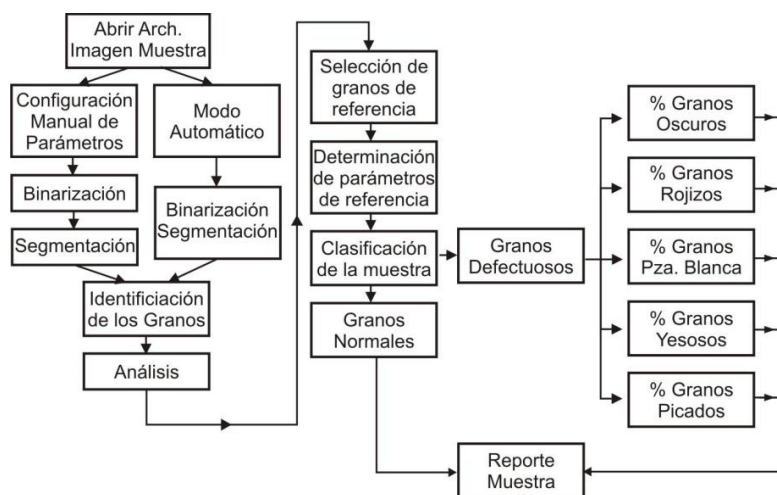 Abrir Arch.
Imagen Muestra
Configuración
Manual de
Parámetros
Modo
Automático
Binarización
Segmentación
Binarización
Segmentación
Identificiación
de los Granos
Análisis
Selección de
granos de
referencia
Determinación
de parámetros
de referencia
Clasificación
de la muestra
Granos
Normales
Granos
Defectuosos
% Granos
Oscuros
% Granos
Rojizos
% Granos
Pza. Blanca
% Granos
Yesosos
% Granos
Picados
Reporte
Muestra